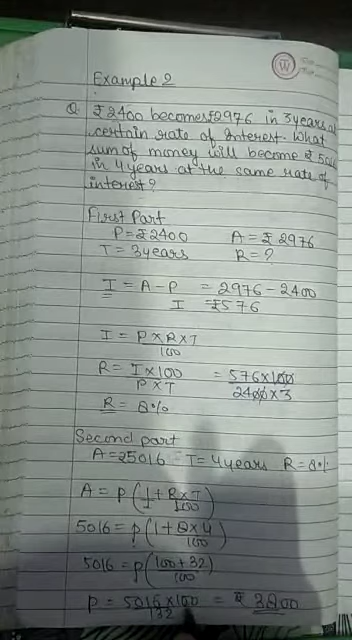 W
Example 2
Q. ₹2400 becomes ₹2976 in 3 years at
certain rate of interest. What
sum of money will become ₹ 5016
in 4 years at the same rate of
interest?
First Part
P = ₹2400 A = ₹2976
T = 3 years R = ?
I = A - P = 2976 - 2400
I = ₹576
I = P × R × T
100
R = I × 100 = 576 × 100
P × T 2400 × 3
R = 8%
Second part
A = ₹5016 T = 4 years R = 8%
A = P (1 + R × T)
100
5016 = P (1 + 8 × 4)
100
5016 = P (100 + 32)
100
P = 5016 × 100 = ₹ 3800
132